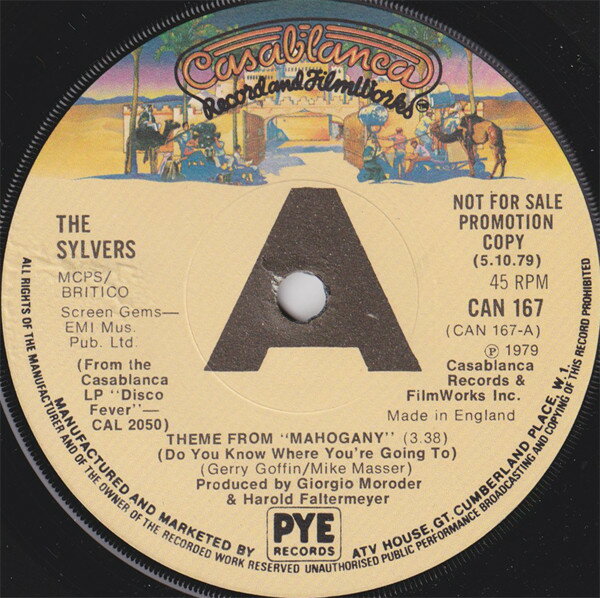 Casablanca
Record and FilmWorks
THE
SYLVERS
MCPS/
BRITICO
Screen Gems—
EMI Mus.
Pub. Ltd.
(From the
Casablanca
LP "Disco
Fever"—
CAL 2050)
A
NOT FOR SALE
PROMOTION
COPY
(5.10.79)
45 RPM
CAN 167
(CAN 167-A)
Ⓟ 1979
Casablanca
Records &
FilmWorks Inc.
Made in England
THEME FROM "MAHOGANY" (3.38)
(Do You Know Where You're Going To)
(Gerry Goffin/Mike Masser)
Produced by Giorgio Moroder
& Harold Faltermeyer
PYE
RECORDS
MANUFACTURED AND MARKETED BY
ATV HOUSE, GT. CUMBERLAND PLACE, W1.
ALL RIGHTS OF THE MANUFACTURER AND OF THE OWNER OF THE RECORDED WORK RESERVED UNAUTHORISED PUBLIC PERFORMANCE BROADCASTING AND COPYING OF THIS RECORD PROHIBITED